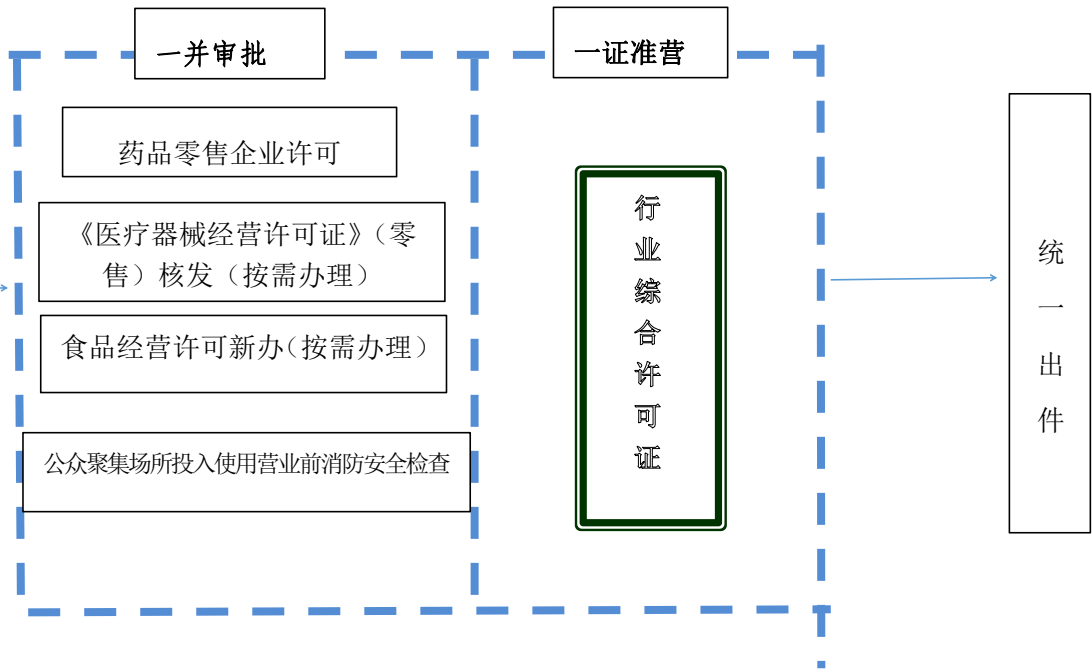 一并审批
一证准营
药品零售企业许可
《医疗器械经营许可证》（零
售）核发（按需办理）
食品经营许可新办（按需办理）
公众聚集场所投入使用营业前消防安全检查
行
业
综
合
许
可
证
统
一
出
件